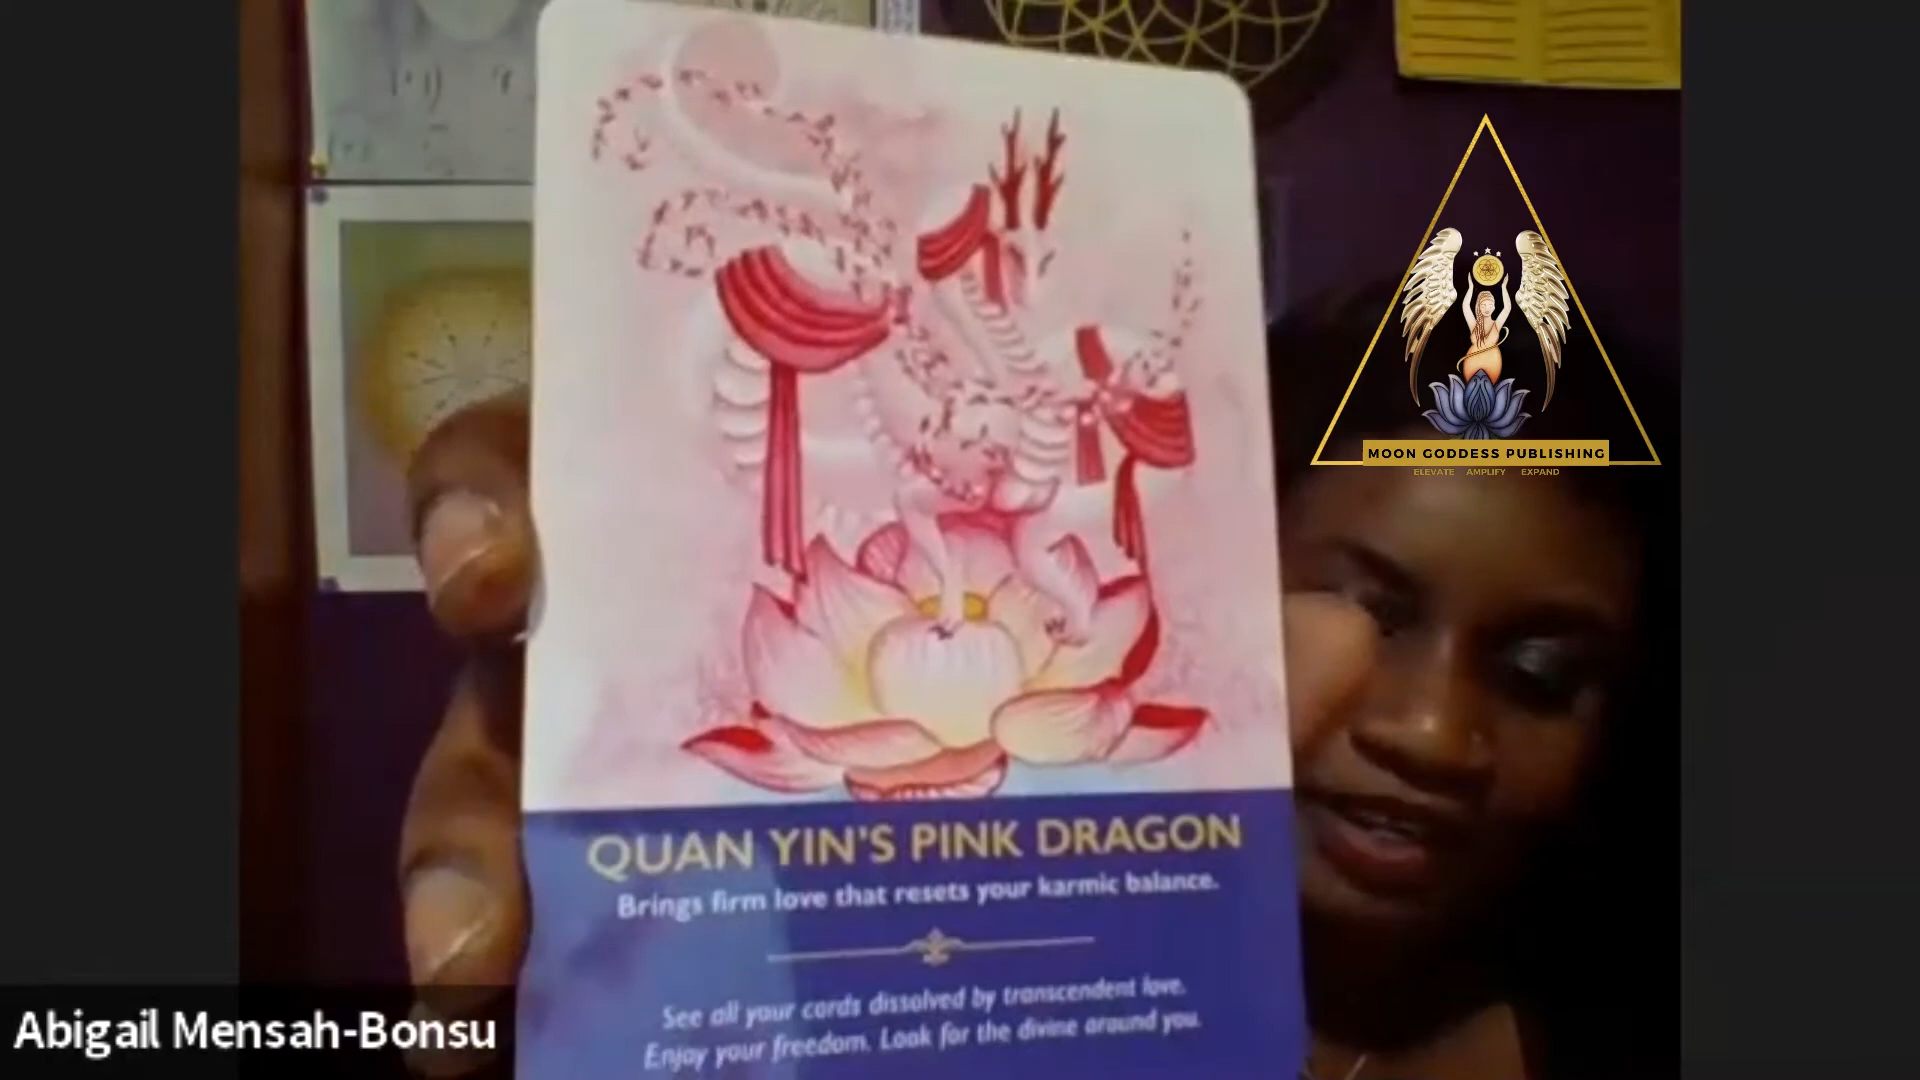 MOON GODDESS PUBLISHING
ELEVATE AMPLIFY EXPAND
QUAN YIN'S PINK DRAGON
Brings firm love that resets your karmic balance.
See all your cords dissolved by transcendent love.
Enjoy your freedom. Look for the divine around you.
Abigail Mensah-Bonsu